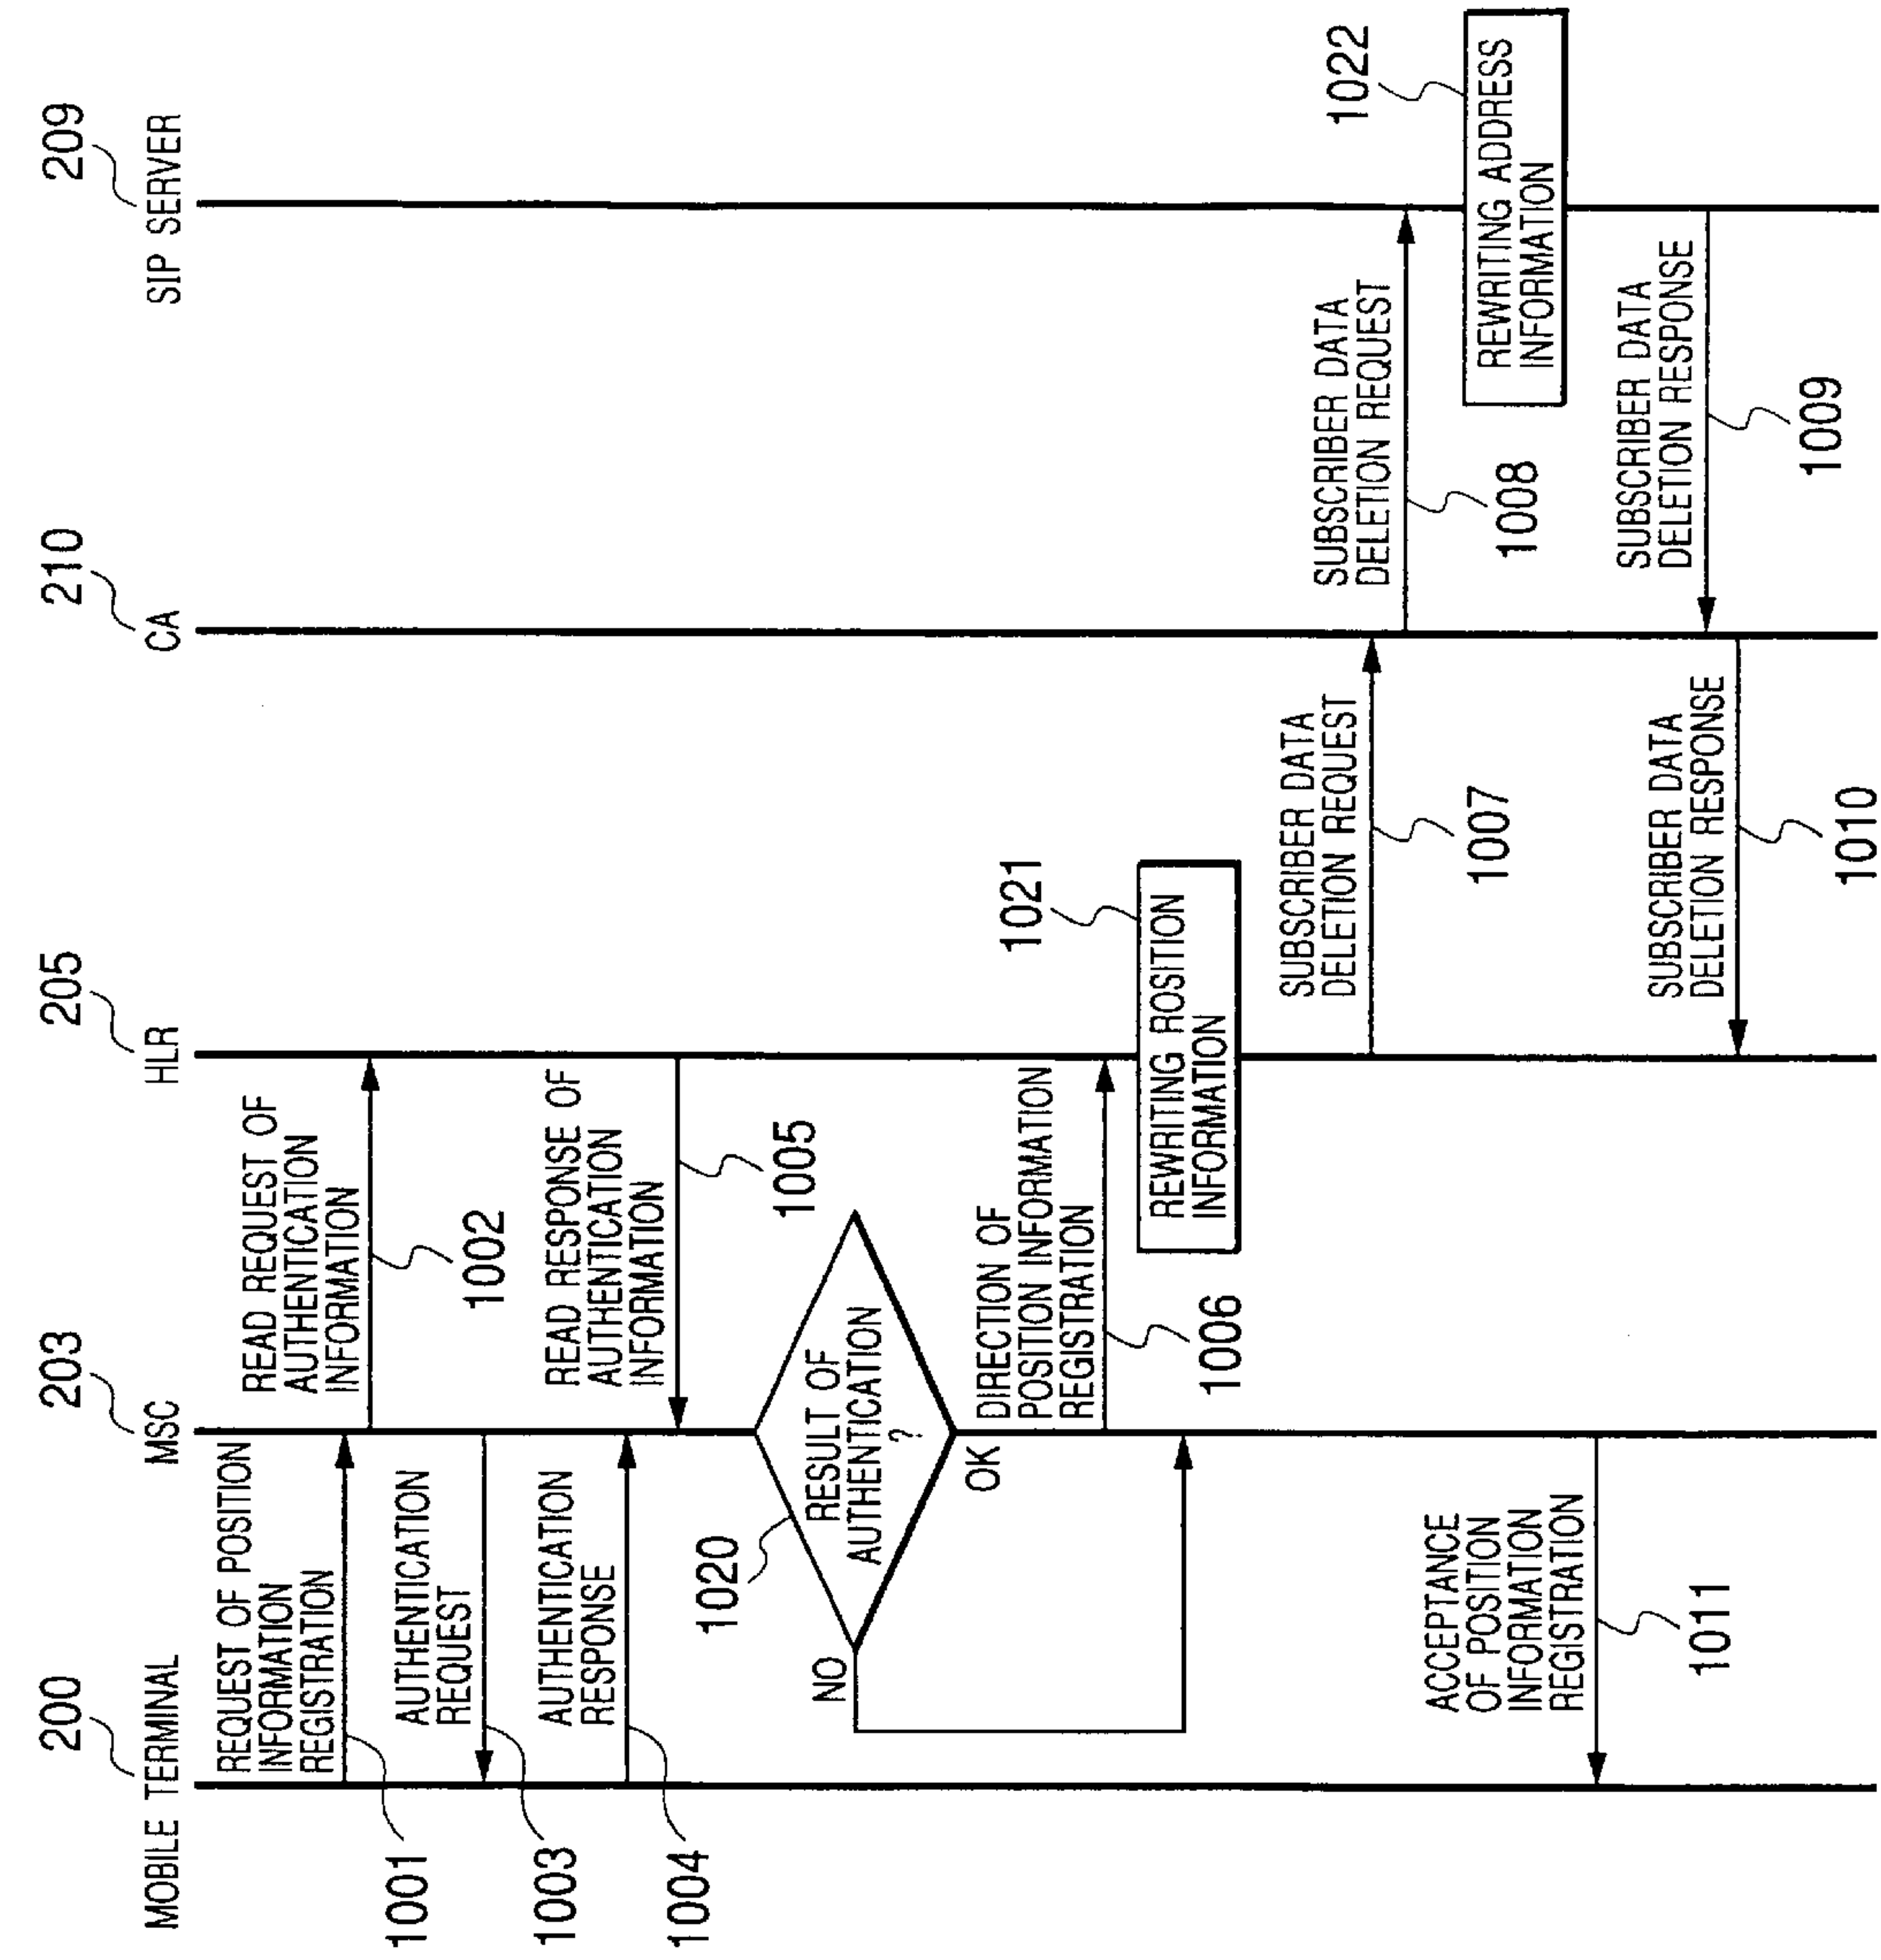 200
203
205
210
209
MOBILE TERMINAL
MSC
HLR
CA
SIP SERVER
REQUEST OF POSITION
INFORMATION
REGISTRATION
1001
READ REQUEST OF
AUTHENTICATION
INFORMATION
1002
AUTHENTICATION
REQUEST
1003
AUTHENTICATION
RESPONSE
1004
READ RESPONSE OF
AUTHENTICATION
INFORMATION
1005
1020
RESULT OF
AUTHENTICATION
?
NO
OK
DIRECTION OF
POSITION INFORMATION
REGISTRATION
1006
1021
REWRITING ROSITION
INFORMATION
SUBSCRIBER DATA
DELETION REQUEST
1007
SUBSCRIBER DATA
DELETION REQUEST
1008
1022
REWRITING ADDRESS
INFORMATION
ACCEPTANCE
OF POSITION
INFORMATION
REGISTRATION
1011
SUBSCRIBER DATA
DELETION RESPONSE
1009
SUBSCRIBER DATA
DELETION RESPONSE
1010